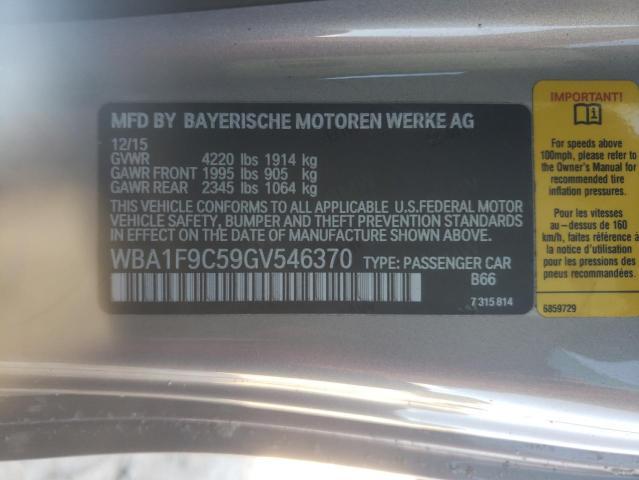 MFD BY BAYERISCHE MOTOREN WERKE AG
12/15
GVWR 4220 lbs 1914 kg
GAWR FRONT 1995 lbs 905 kg
GAWR REAR 2345 lbs 1064 kg
THIS VEHICLE CONFORMS TO ALL APPLICABLE U.S.FEDERAL MOTOR
VEHICLE SAFETY, BUMPER AND THEFT PREVENTION STANDARDS
IN EFFECT ON THE DATE OF MANUFACTURE SHOWN ABOVE.
WBA1F9C59GV546370 TYPE: PASSENGER CAR
B66
7 315 814
IMPORTANT!
For speeds above
100mph, please refer to
the Owner's Manual for
recommended tire
inflation pressures.
Pour les vitesses
au-dessus de 160
km/h, faites référence à
la notice d'utilisation
pour les pressions des
pneus recommandées.
6859729